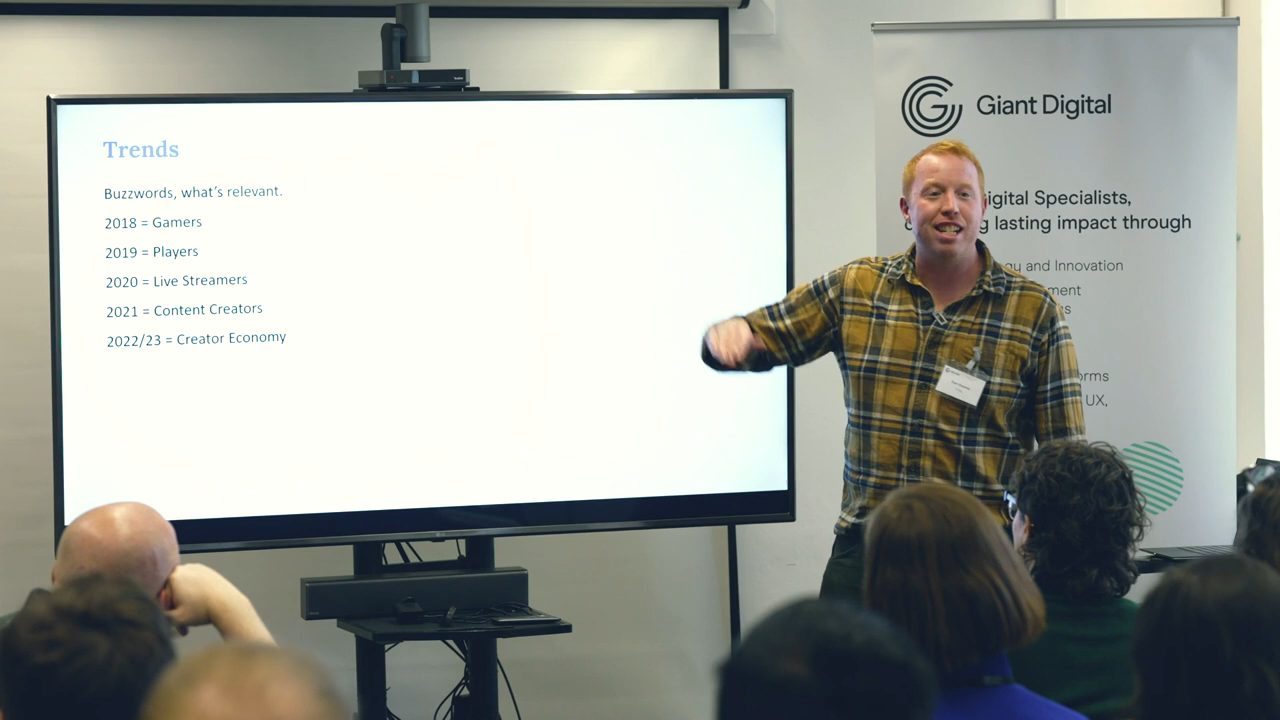 Trends
Buzzwords, what's relevant.
2018 = Gamers
2019 = Players
2020 = Live Streamers
2021 = Content Creators
2022/23 = Creator Economy
Giant Digital
igital Specialists,
g lasting impact through
gy and Innovation
ment
s
orms
UX,